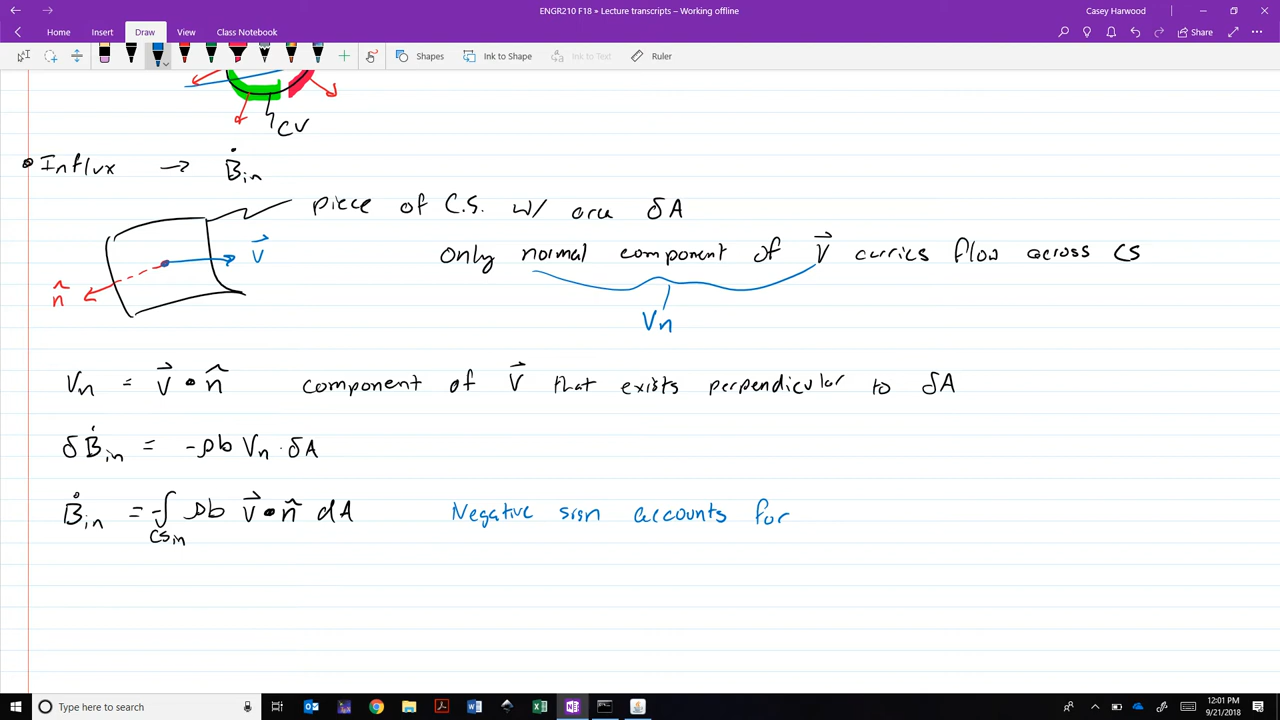 ENGR210 F18 » Lecture transcripts – Working offline
Casey Harwood
Home Insert Draw View Class Notebook
Share
Shapes Ink to Shape Ink to Text Ink to Math Ruler
CV
• Influx → Ḃin
piece of C.S. w/ area δA
Only normal component of V⃗ carries flow across CS
V⃗
n̂
Vn
Vn = V⃗ • n̂ component of V⃗ that exists perpendicular to δA
δḂin = -ρb Vn · δA
Ḃin = -∫CSin ρb V⃗ • n̂ dA Negative sign accounts for
Type here to search
12:01 PM
9/21/2018